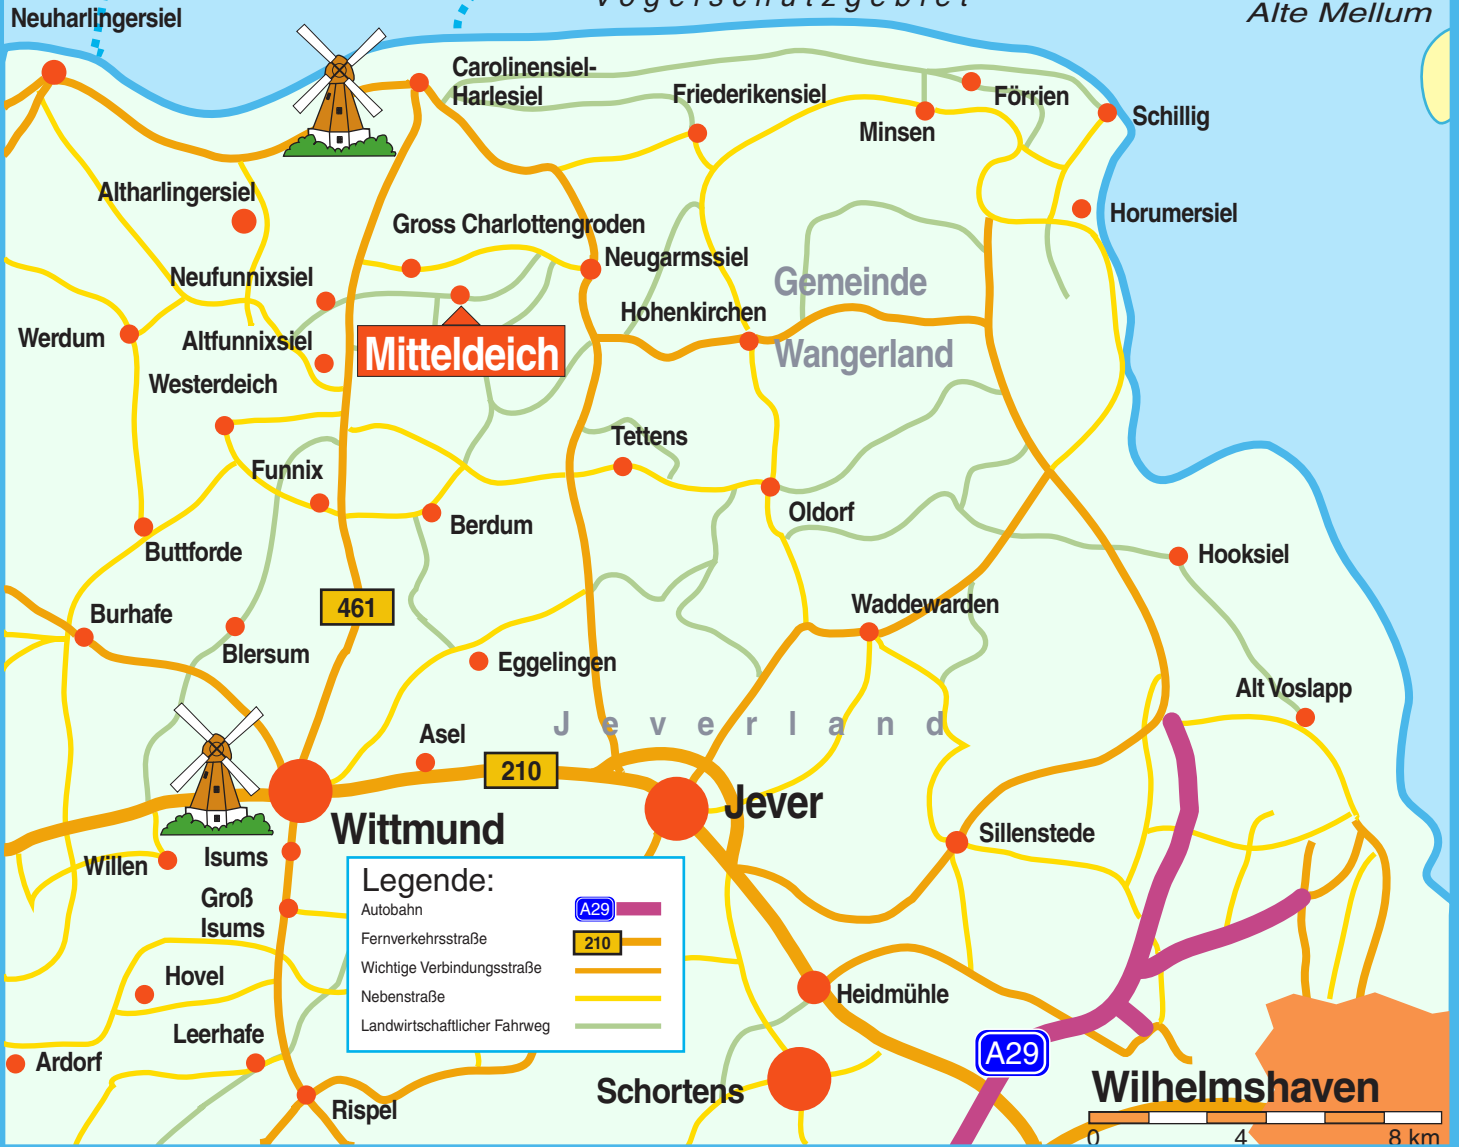 Vogelschutzgebiet
Alte Mellum
Neuharlingersiel
Carolinensiel-
Harlesiel
Friederikensiel
Förrien
Minsen
Schillig
Altharlingersiel
Gross Charlottengroden
Horumersiel
Neugarmssiel
Neufunnixsiel
Gemeinde
Hohenkirchen
Werdum
Altfunnixsiel
Mitteldeich
Wangerland
Westerdeich
Tettens
Funnix
Oldorf
Berdum
Buttforde
Hooksiel
461
Burhafe
Waddewarden
Blersum
Eggelingen
Alt Voslapp
Jeverland
Asel
210
Jever
Wittmund
Sillenstede
Isums
Willen
Groß
Isums
Legende:
Autobahn
A29
Fernverkehrsstraße
210
Wichtige Verbindungsstraße
Nebenstraße
Landwirtschaftlicher Fahrweg
Hovel
Heidmühle
Leerhafe
Ardorf
A29
Schortens
Wilhelmshaven
Rispel
0 4 8 km